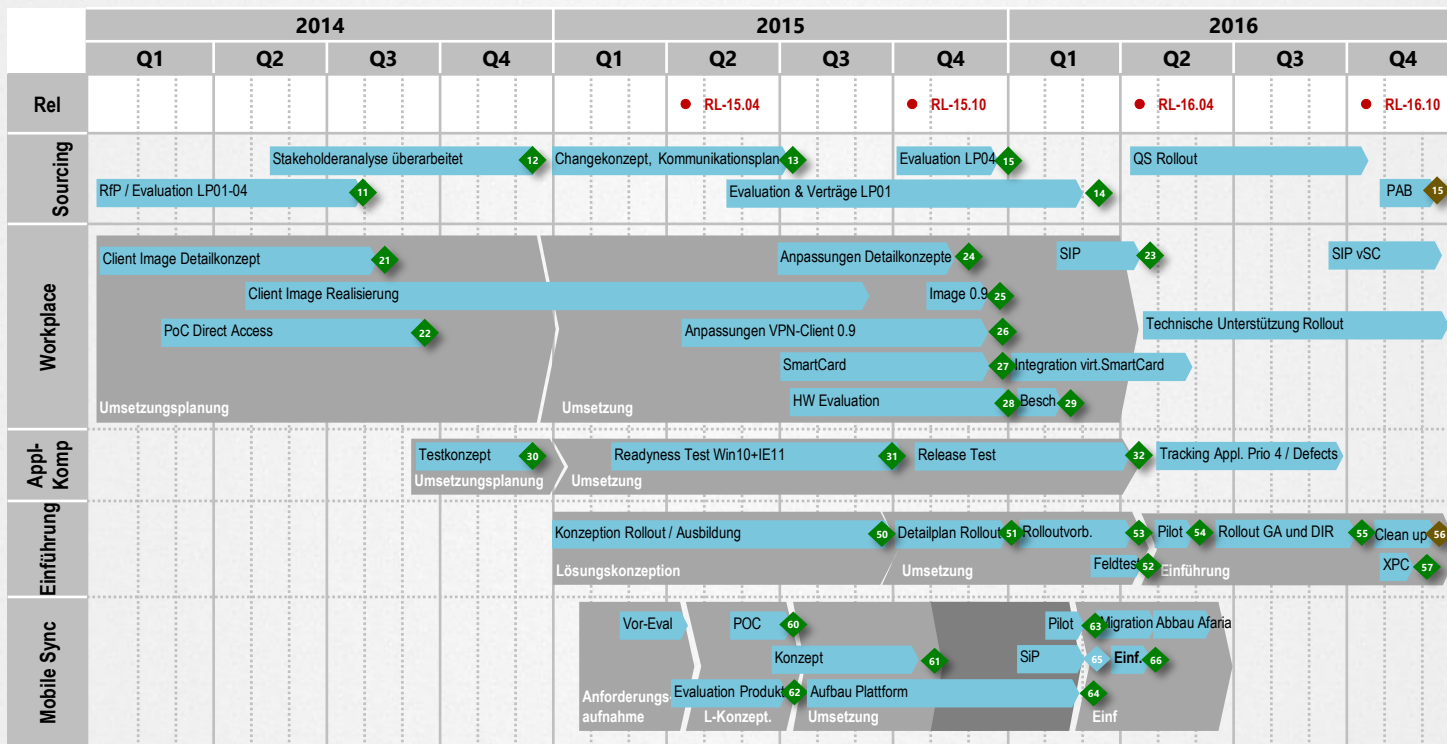 2014
2015
2016
Q1 Q2 Q3 Q4 Q1 Q2 Q3 Q4 Q1 Q2 Q3 Q4
Rel
RL-15.04
RL-15.10
RL-16.04
RL-16.10
Sourcing
Stakeholderanalyse überarbeitet 12
Changekonzept, Kommunikationsplan 13
Evaluation LP04 15
QS Rollout
RfP / Evaluation LP01-04 11
Evaluation & Verträge LP01 14
PAB 15
Workplace
Client Image Detailkonzept 21
Anpassungen Detailkonzepte 24
SIP 23
SIP vSC
Client Image Realisierung
Image 0.9 25
PoC Direct Access 22
Anpassungen VPN-Client 0.9 26
Technische Unterstützung Rollout
SmartCard 27
Integration virt.SmartCard
HW Evaluation 28
Besch 29
Umsetzungsplanung
Umsetzung
Appl-
Komp
Testkonzept 30
Readyness Test Win10+IE11 31
Release Test 32
Tracking Appl. Prio 4 / Defects
Umsetzungsplanung
Umsetzung
Einführung
Konzeption Rollout / Ausbildung 50
Detailplan Rollout 51
Rolloutvorb. 53
Pilot 54
Rollout GA und DIR 55
Clean up 56
Feldtest 52
XPC 57
Lösungskonzeption
Umsetzung
Einführung
Mobile Sync
Vor-Eval
POC 60
Pilot 63
Migration
Abbau Afaria
Konzept 61
SiP 65
Einf. 66
Evaluation Produkt 62
Aufbau Plattform 64
Anforderungs-
aufnahme
L-Konzept.
Umsetzung
Einf